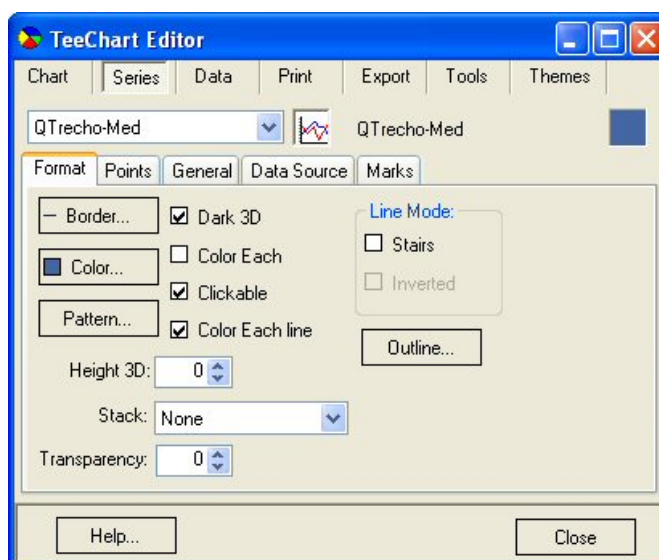 TeeChart Editor
Chart Series Data Print Export Tools Themes
QTrecho-Med QTrecho-Med
Format Points General Data Source Marks
Border... Dark 3D Line Mode:
Color Each Stairs
Color... Clickable Inverted
Pattern... Color Each line Outline...
Height 3D: 0
Stack: None
Transparency: 0
Help... Close